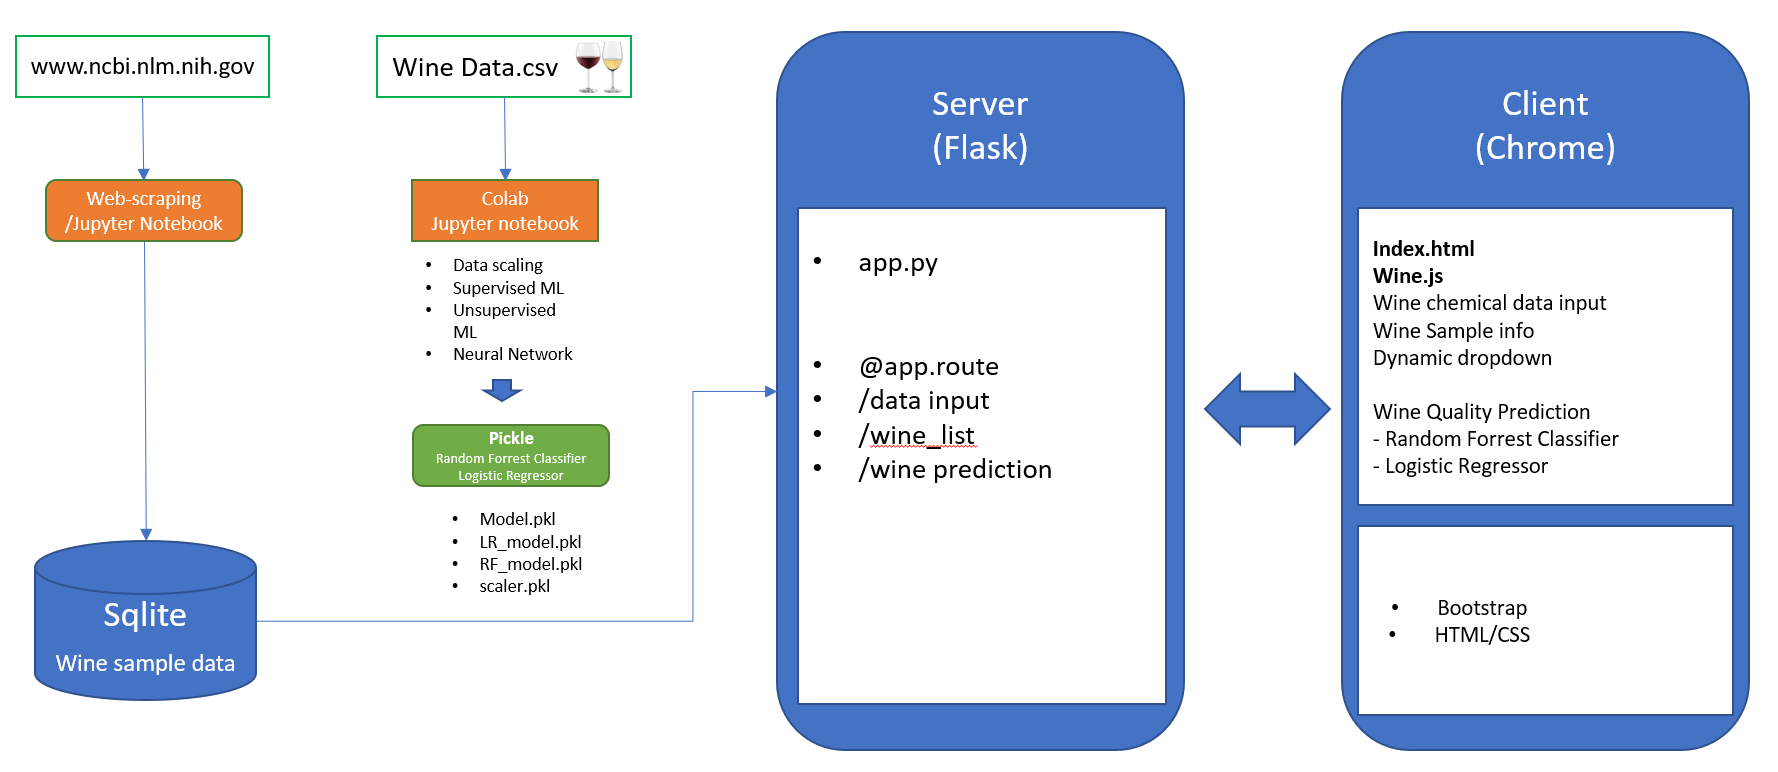 www.ncbi.nlm.nih.gov
Web-scraping
/Jupyter Notebook
Sqlite
Wine sample data
Wine Data.csv
Colab
Jupyter notebook
• Data scaling
• Supervised ML
• Unsupervised
ML
• Neural Network
Pickle
Random Forrest Classifier
Logistic Regressor
• Model.pkl
• LR_model.pkl
• RF_model.pkl
• scaler.pkl
Server
(Flask)
• app.py
• @app.route
• /data input
• /wine_list
• /wine prediction
Client
(Chrome)
Index.html
Wine.js
Wine chemical data input
Wine Sample info
Dynamic dropdown
Wine Quality Prediction
- Random Forrest Classifier
- Logistic Regressor
• Bootstrap
• HTML/CSS